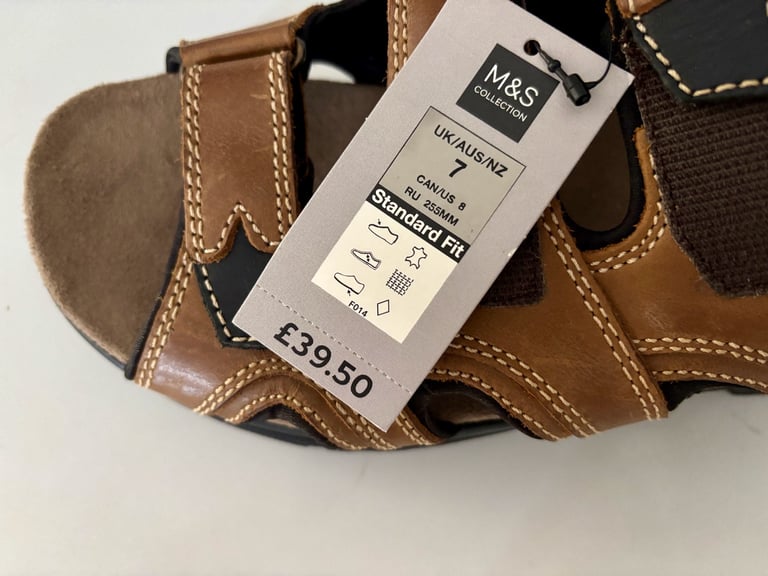 M&S
COLLECTION
UK/AUS/NZ
7
CAN/US 8
RU 255MM
Standard Fit
F014
£39.50